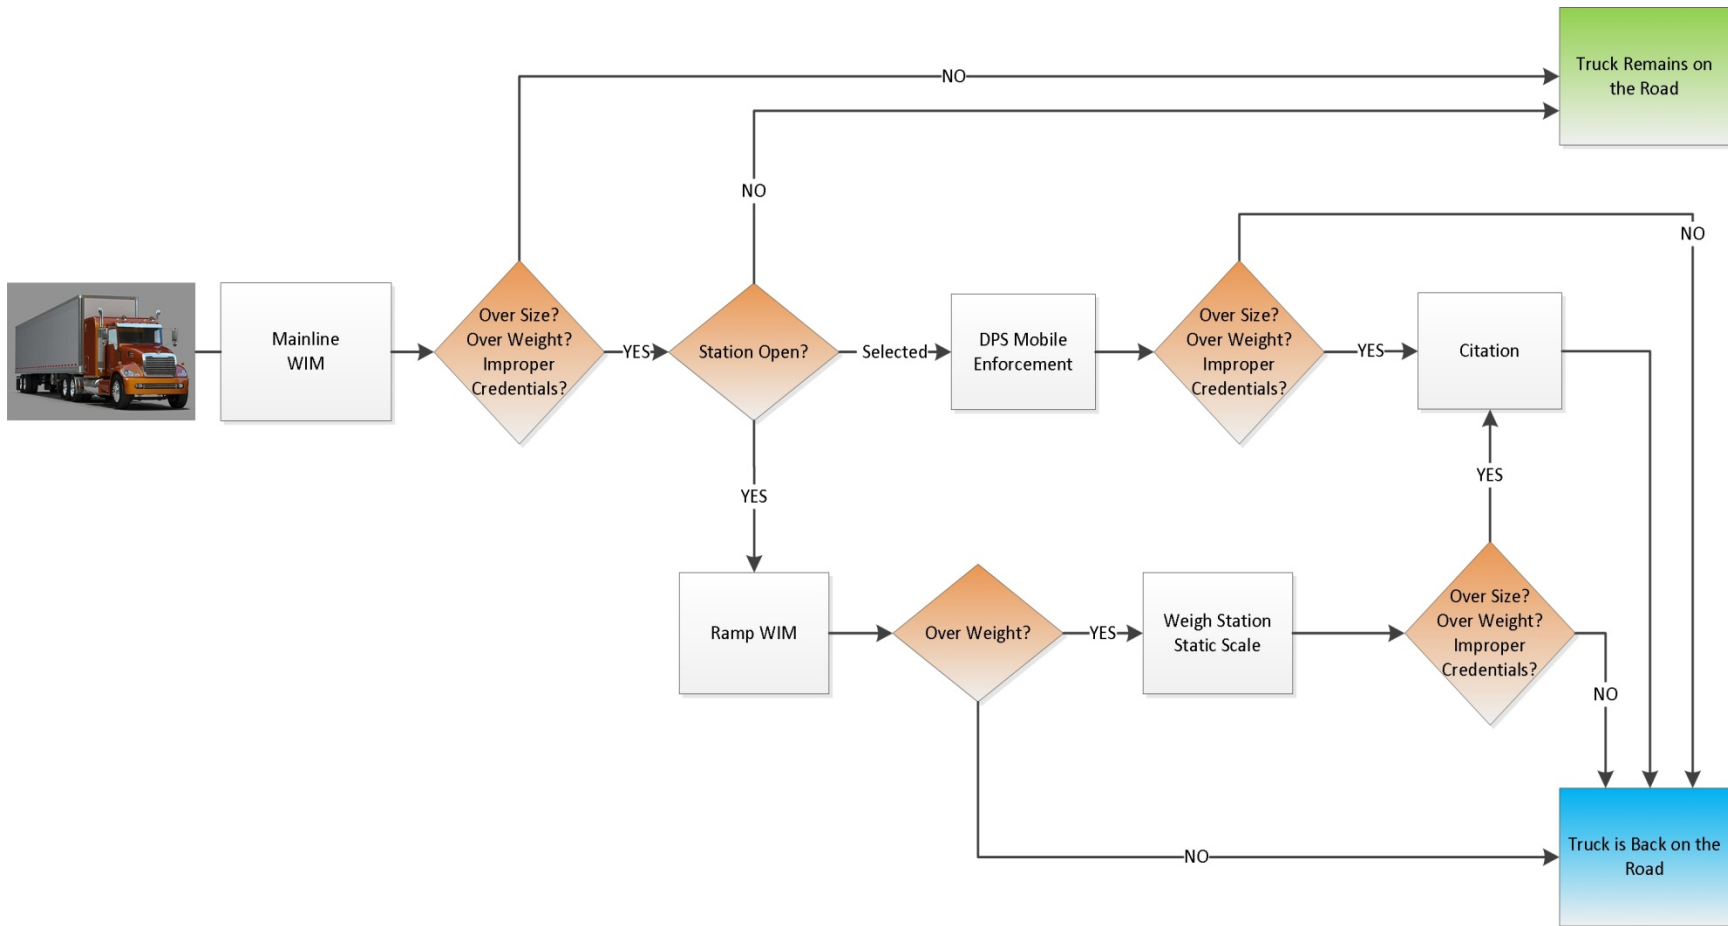 Truck Remains on
the Road
NO
NO
NO
Mainline
WIM
Over Size?
Over Weight?
Improper
Credentials?
YES
Station Open?
Selected
DPS Mobile
Enforcement
Over Size?
Over Weight?
Improper
Credentials?
YES
Citation
YES
YES
Ramp WIM
Over Weight?
YES
Weigh Station
Static Scale
Over Size?
Over Weight?
Improper
Credentials?
NO
NO
Truck is Back on the
Road